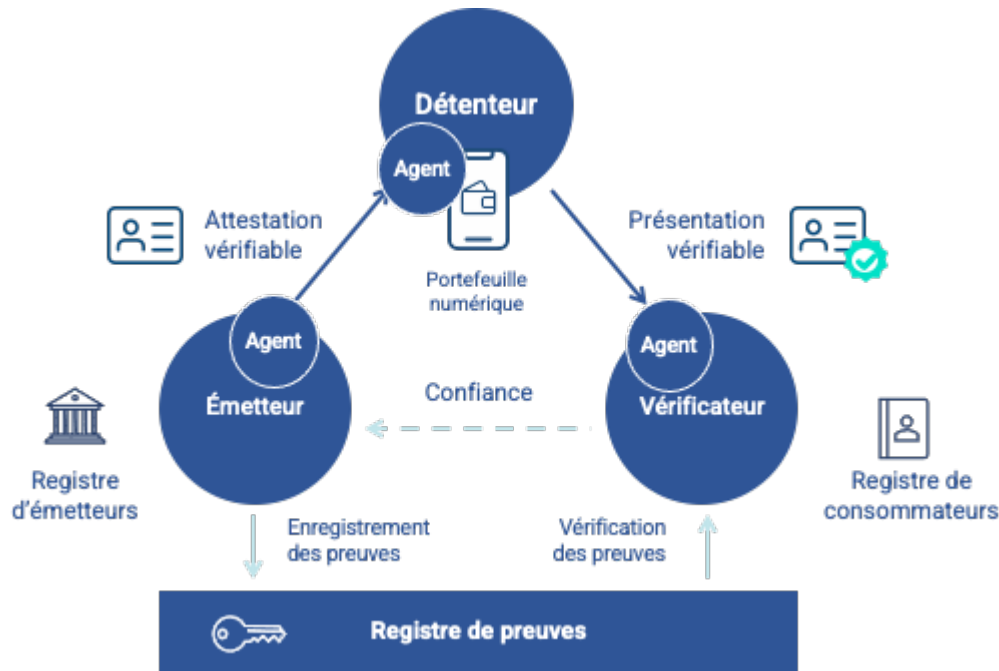 Détenteur
Agent
Attestation
vérifiable
Présentation
vérifiable
Portefeuille
numérique
Agent
Émetteur
Confiance
Agent
Vérificateur
Registre
d'émetteurs
Registre de
consommateurs
Enregistrement
des preuves
Vérification
des preuves
Registre de preuves